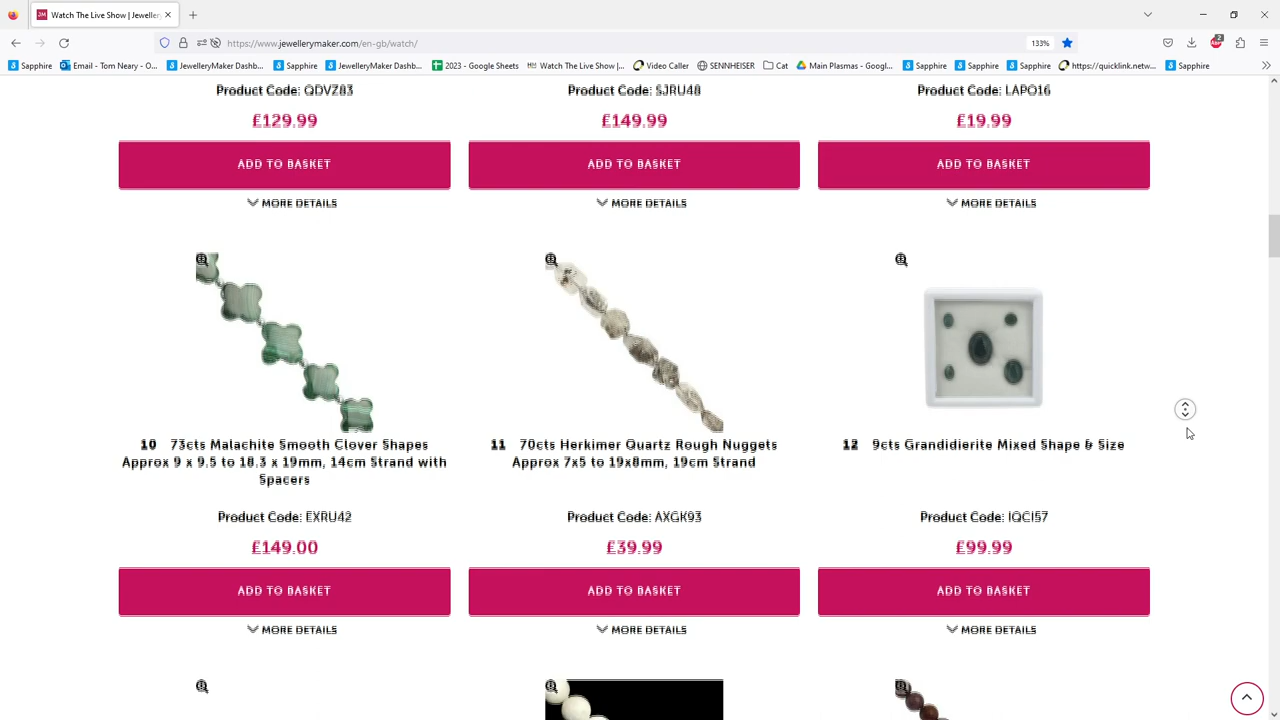 Watch The Live Show | Jeweller
https://www.jewellerymaker.com/en-gb/watch/
133%
2
Sapphire
Email - Tom Neary - O...
JewelleryMaker Dashb...
Sapphire
JewelleryMaker Dashb...
2023 - Google Sheets
Watch The Live Show |...
Video Caller
SENNHEISER
Cat
Main Plasmas - Googl...
Sapphire
Sapphire
Sapphire
https://quicklink.netw...
Sapphire
Product Code: QDVZ83
Product Code: SJRU48
Product Code: LAPO16
£129.99
£149.99
£19.99
ADD TO BASKET
ADD TO BASKET
ADD TO BASKET
MORE DETAILS
MORE DETAILS
MORE DETAILS
10 73cts Malachite Smooth Clover Shapes
Approx 9 x 9.5 to 18.3 x 19mm, 14cm Strand with
Spacers
11 70cts Herkimer Quartz Rough Nuggets
Approx 7x5 to 19x8mm, 19cm Strand
12 9cts Grandidierite Mixed Shape & Size
Product Code: EXRU42
Product Code: AXGK93
Product Code: IQCI57
£149.00
£39.99
£99.99
ADD TO BASKET
ADD TO BASKET
ADD TO BASKET
MORE DETAILS
MORE DETAILS
MORE DETAILS